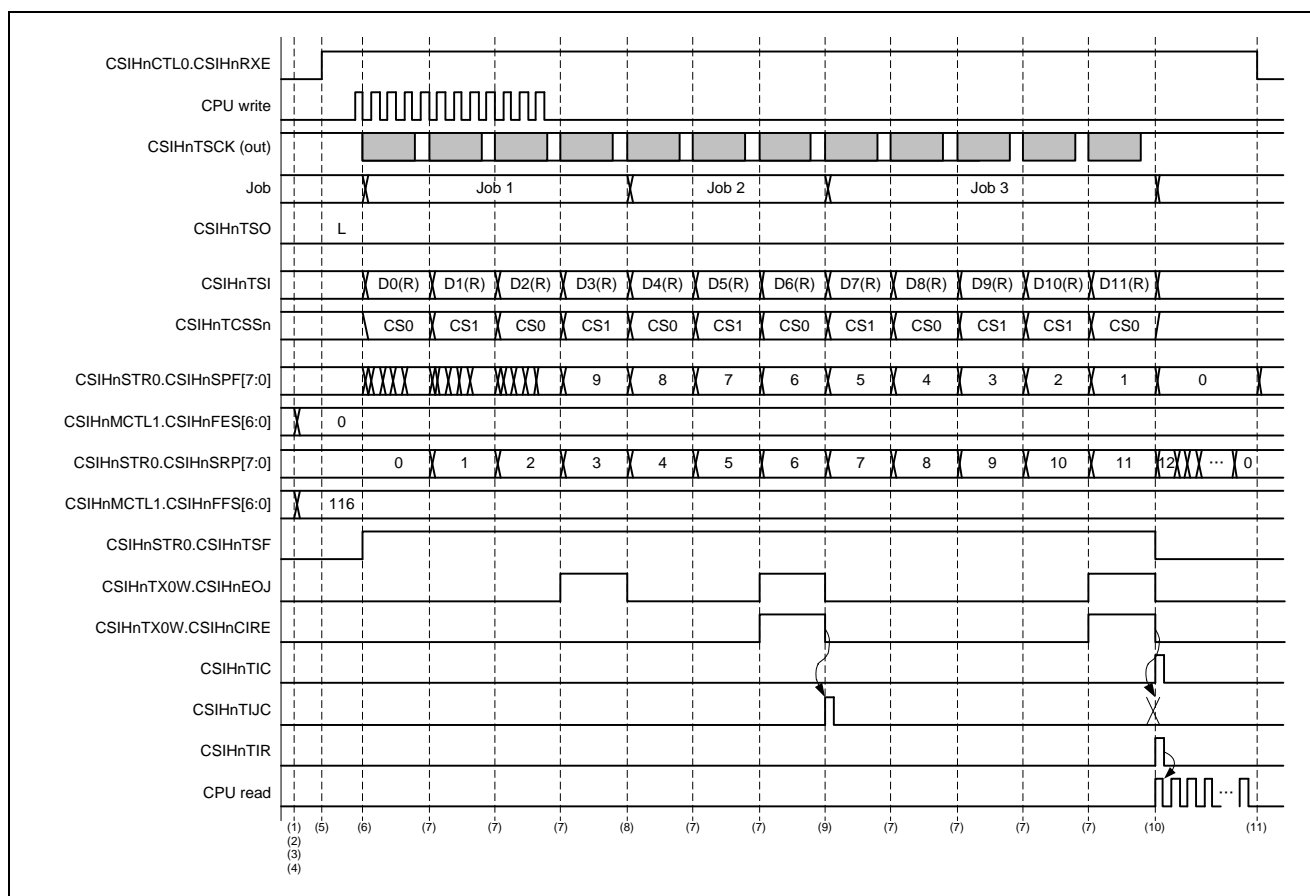 CSIHnCTL0.CSIHnRXE
CPU write
CSIHnTSCK (out)
Job Job 1 Job 2 Job 3
CSIHnTSO L
CSIHnTSI D0(R) D1(R) D2(R) D3(R) D4(R) D5(R) D6(R) D7(R) D8(R) D9(R) D10(R) D11(R)
CSIHnTCSSn CS0 CS1 CS0 CS1 CS0 CS1 CS0 CS1 CS0 CS1 CS1 CS0
CSIHnSTR0.CSIHnSPF[7:0] 9 8 7 6 5 4 3 2 1 0
CSIHnMCTL1.CSIHnFES[6:0] 0
CSIHnSTR0.CSIHnSRP[7:0] 0 1 2 3 4 5 6 7 8 9 10 11 12 ... 0
CSIHnMCTL1.CSIHnFFS[6:0] 116
CSIHnSTR0.CSIHnTSF
CSIHnTX0W.CSIHnEOJ
CSIHnTX0W.CSIHnCIRE
CSIHnTIC
CSIHnTIJC
CSIHnTIR
CPU read ...
(1) (5) (6) (7) (7) (7) (8) (7) (7) (9) (7) (7) (7) (7) (10) (11)
(2)
(3)
(4)